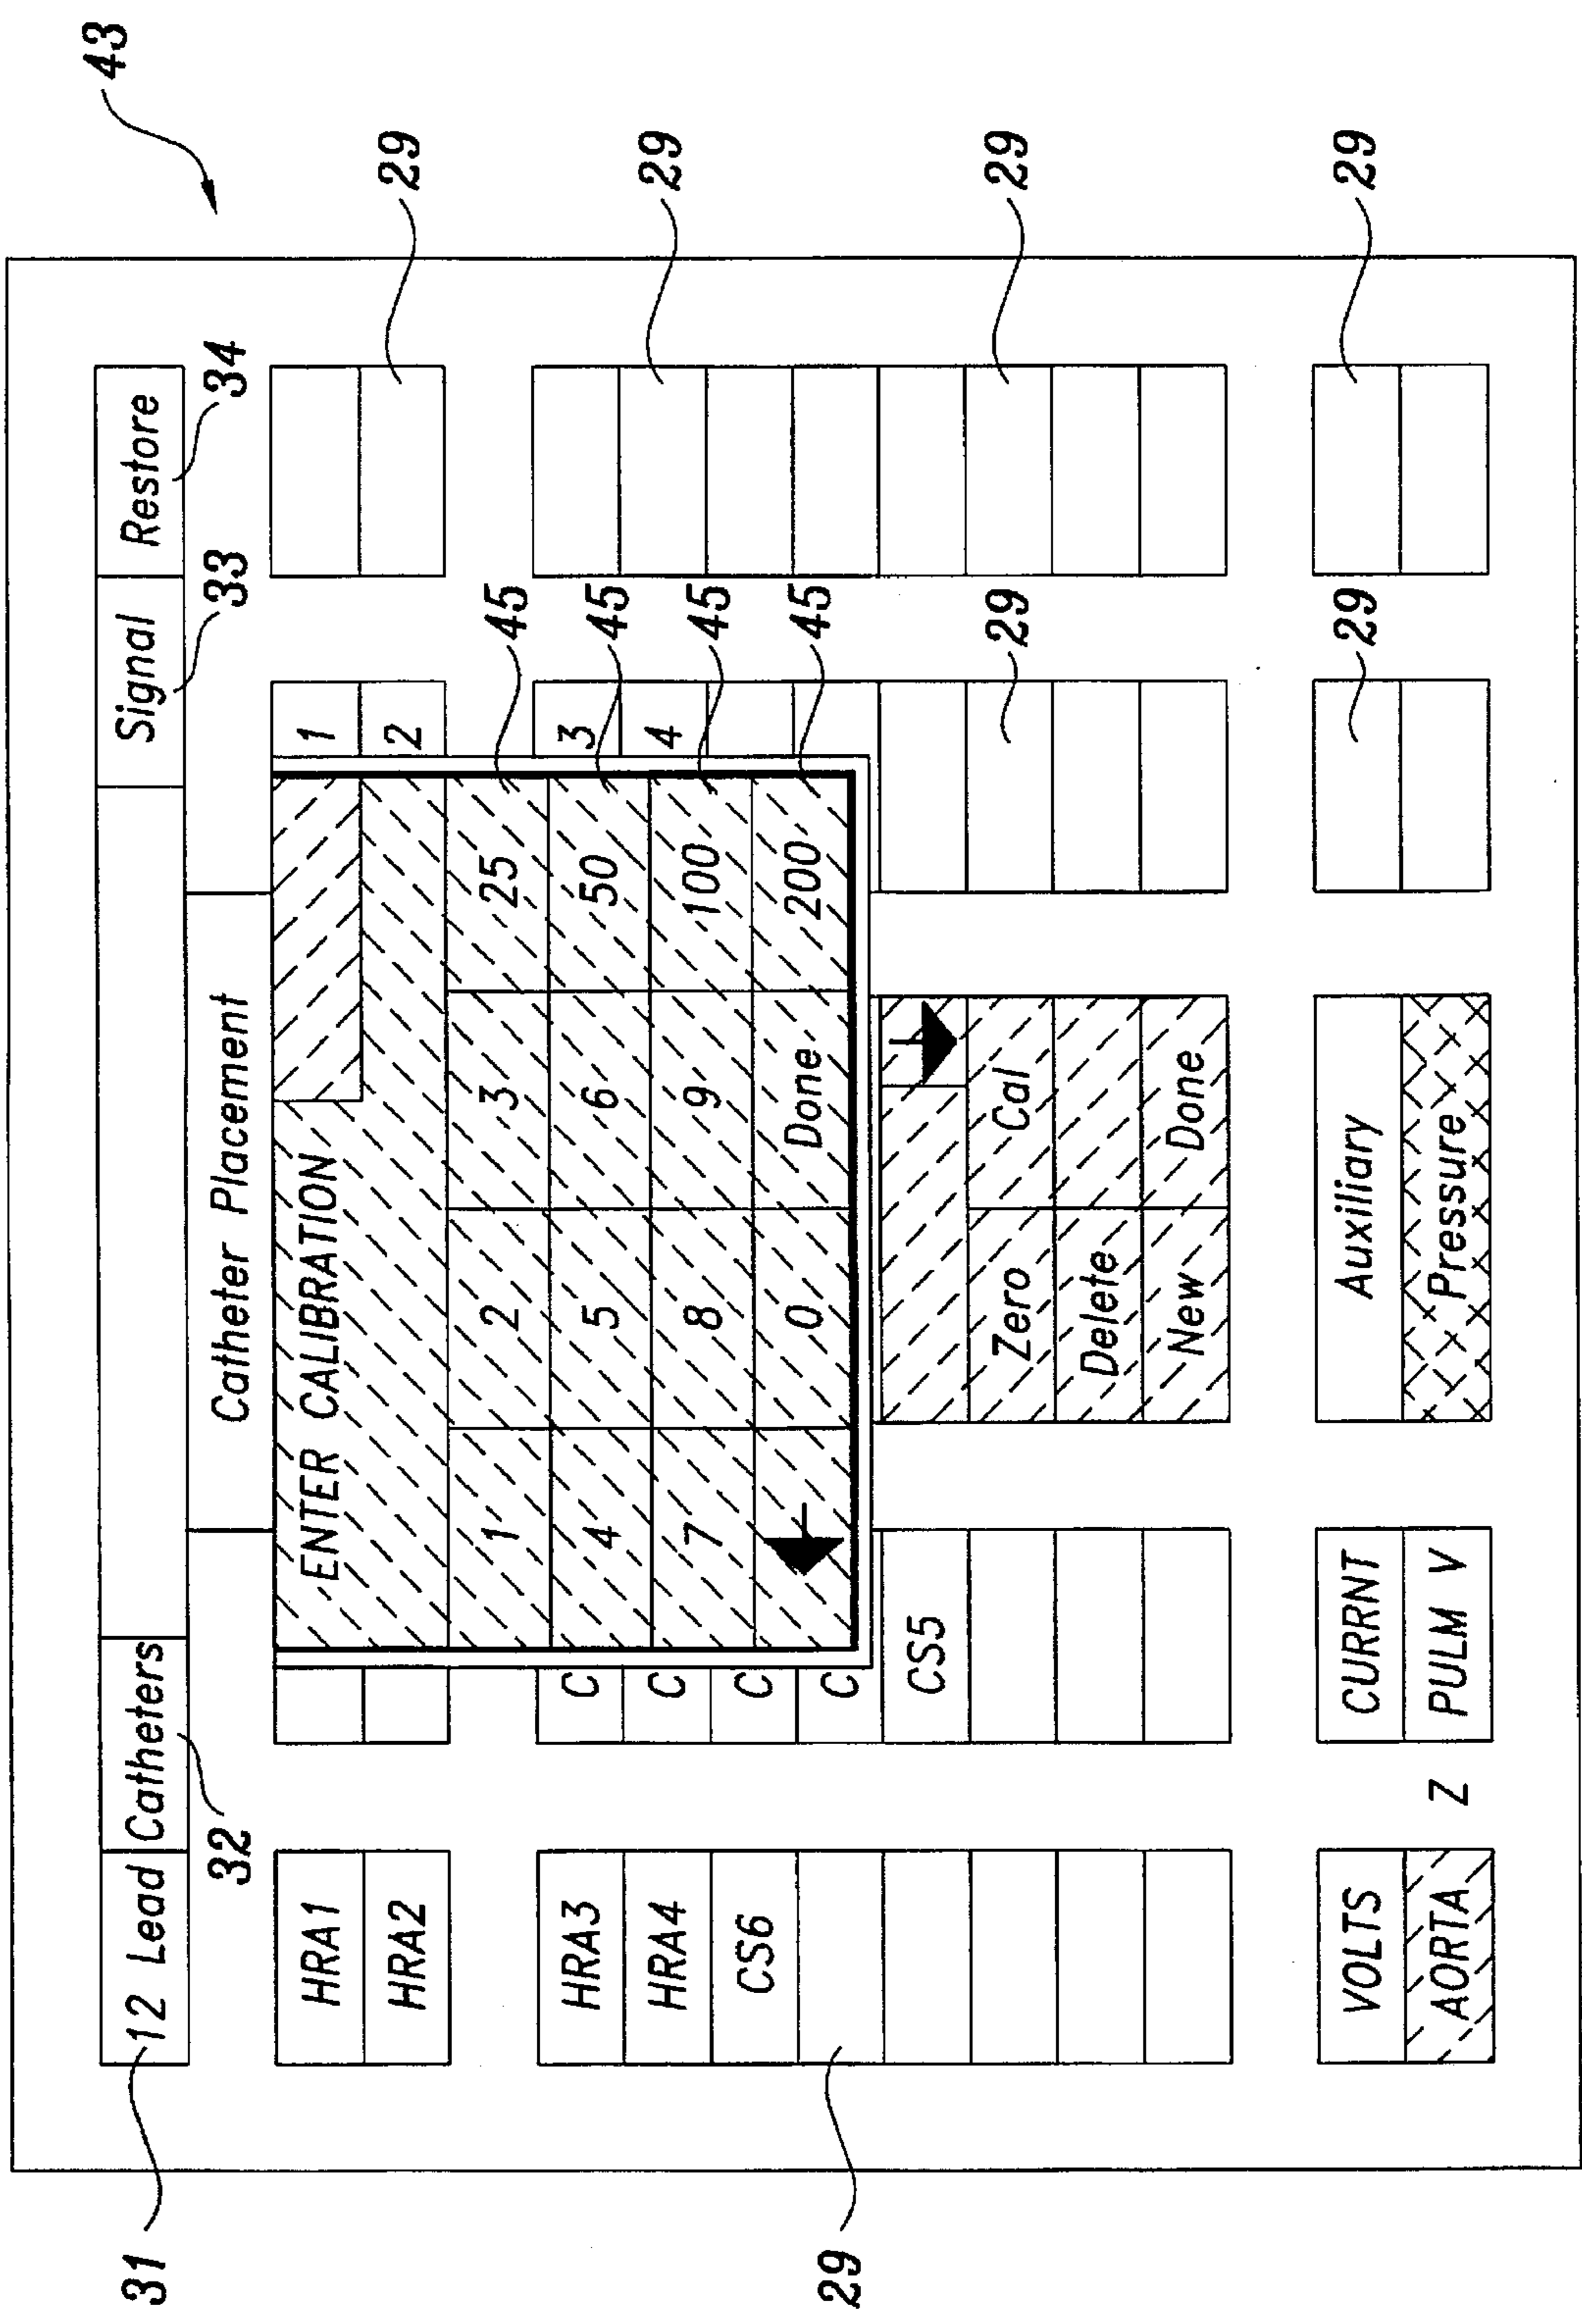 43
12 Lead Catheters Signal Restore
31 32 33 34
Catheter Placement
HRA1 ENTER CALIBRATION 1
HRA2 2 29
1 2 3 25 45
HRA3 C 4 5 6 50 45 3
HRA4 C 7 8 9 100 45 4 29
CS6 C
29 C 0 Done 200 45
CS5
Zero Cal 29 29
Delete
New Done
VOLTS CURRNT Auxiliary 29 29
AORTA Z PULM V Pressure